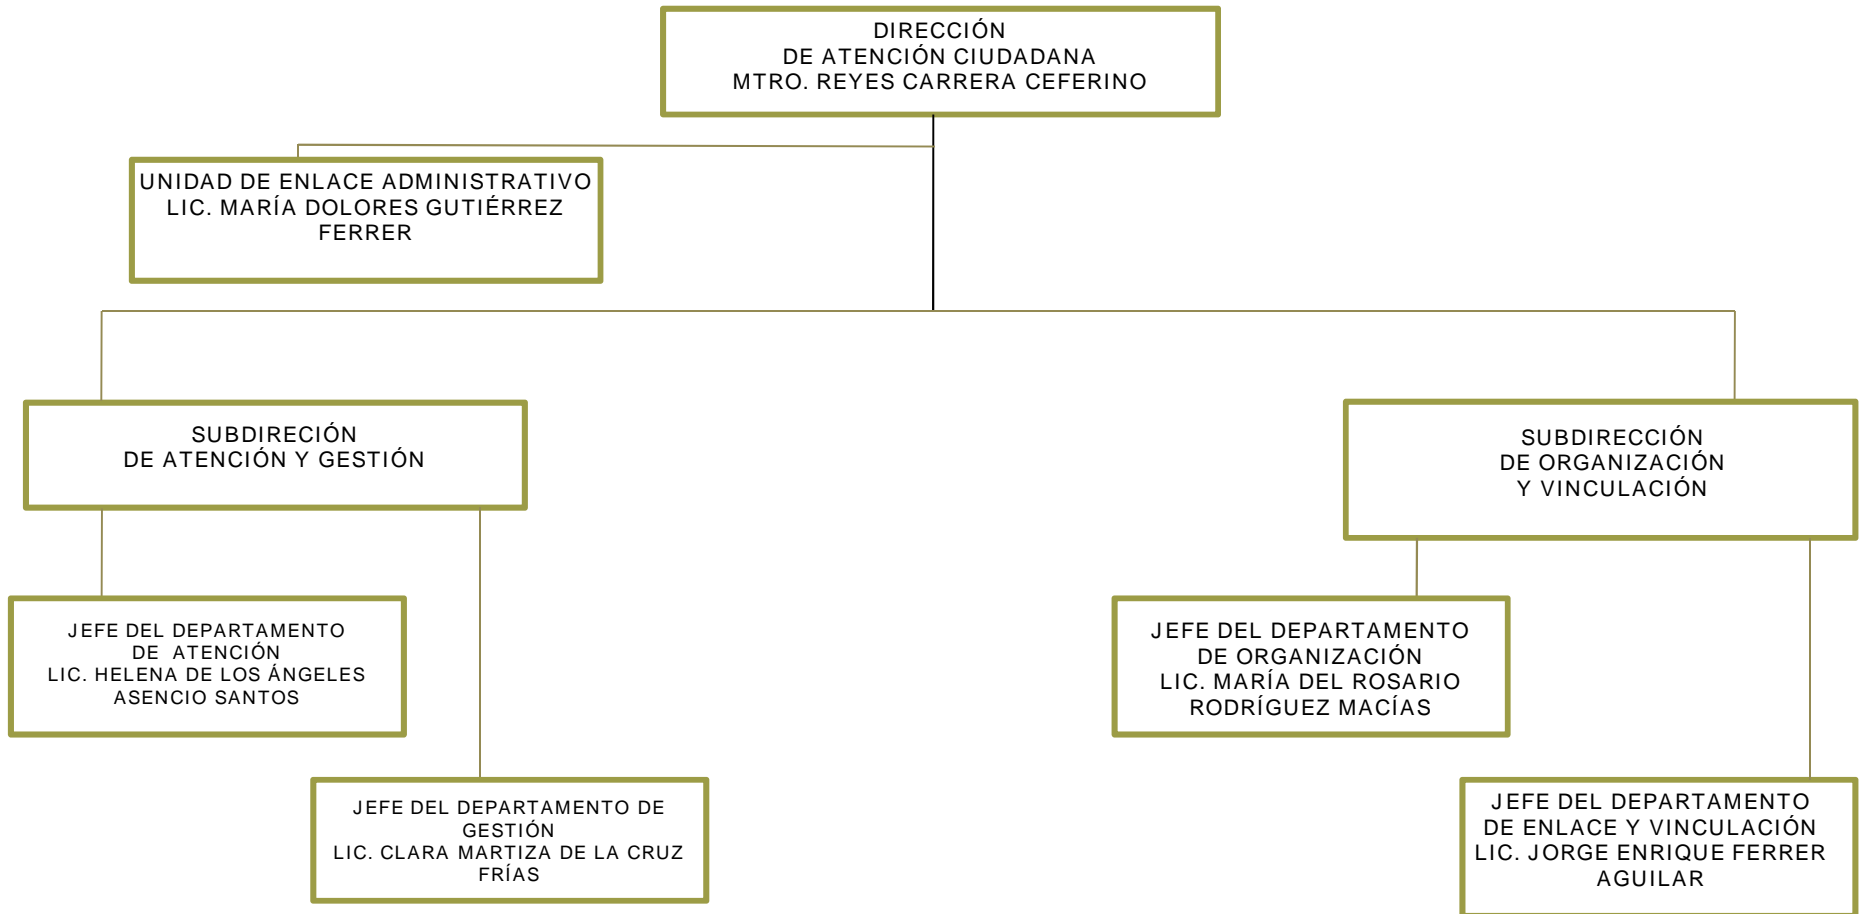 DIRECCIÓN
DE ATENCIÓN CIUDADANA
MTRO. REYES CARRERA CEFERINO
UNIDAD DE ENLACE ADMINISTRATIVO
LIC. MARÍA DOLORES GUTIÉRREZ
FERRER
SUBDIRECIÓN
DE ATENCIÓN Y GESTIÓN
SUBDIRECCIÓN
DE ORGANIZACIÓN
Y VINCULACIÓN
JEFE DEL DEPARTAMENTO
DE ATENCIÓN
LIC. HELENA DE LOS ÁNGELES
ASENCIO SANTOS
JEFE DEL DEPARTAMENTO
DE ORGANIZACIÓN
LIC. MARÍA DEL ROSARIO
RODRÍGUEZ MACÍAS
JEFE DEL DEPARTAMENTO DE
GESTIÓN
LIC. CLARA MARTIZA DE LA CRUZ
FRÍAS
JEFE DEL DEPARTAMENTO
DE ENLACE Y VINCULACIÓN
LIC. JORGE ENRIQUE FERRER
AGUILAR